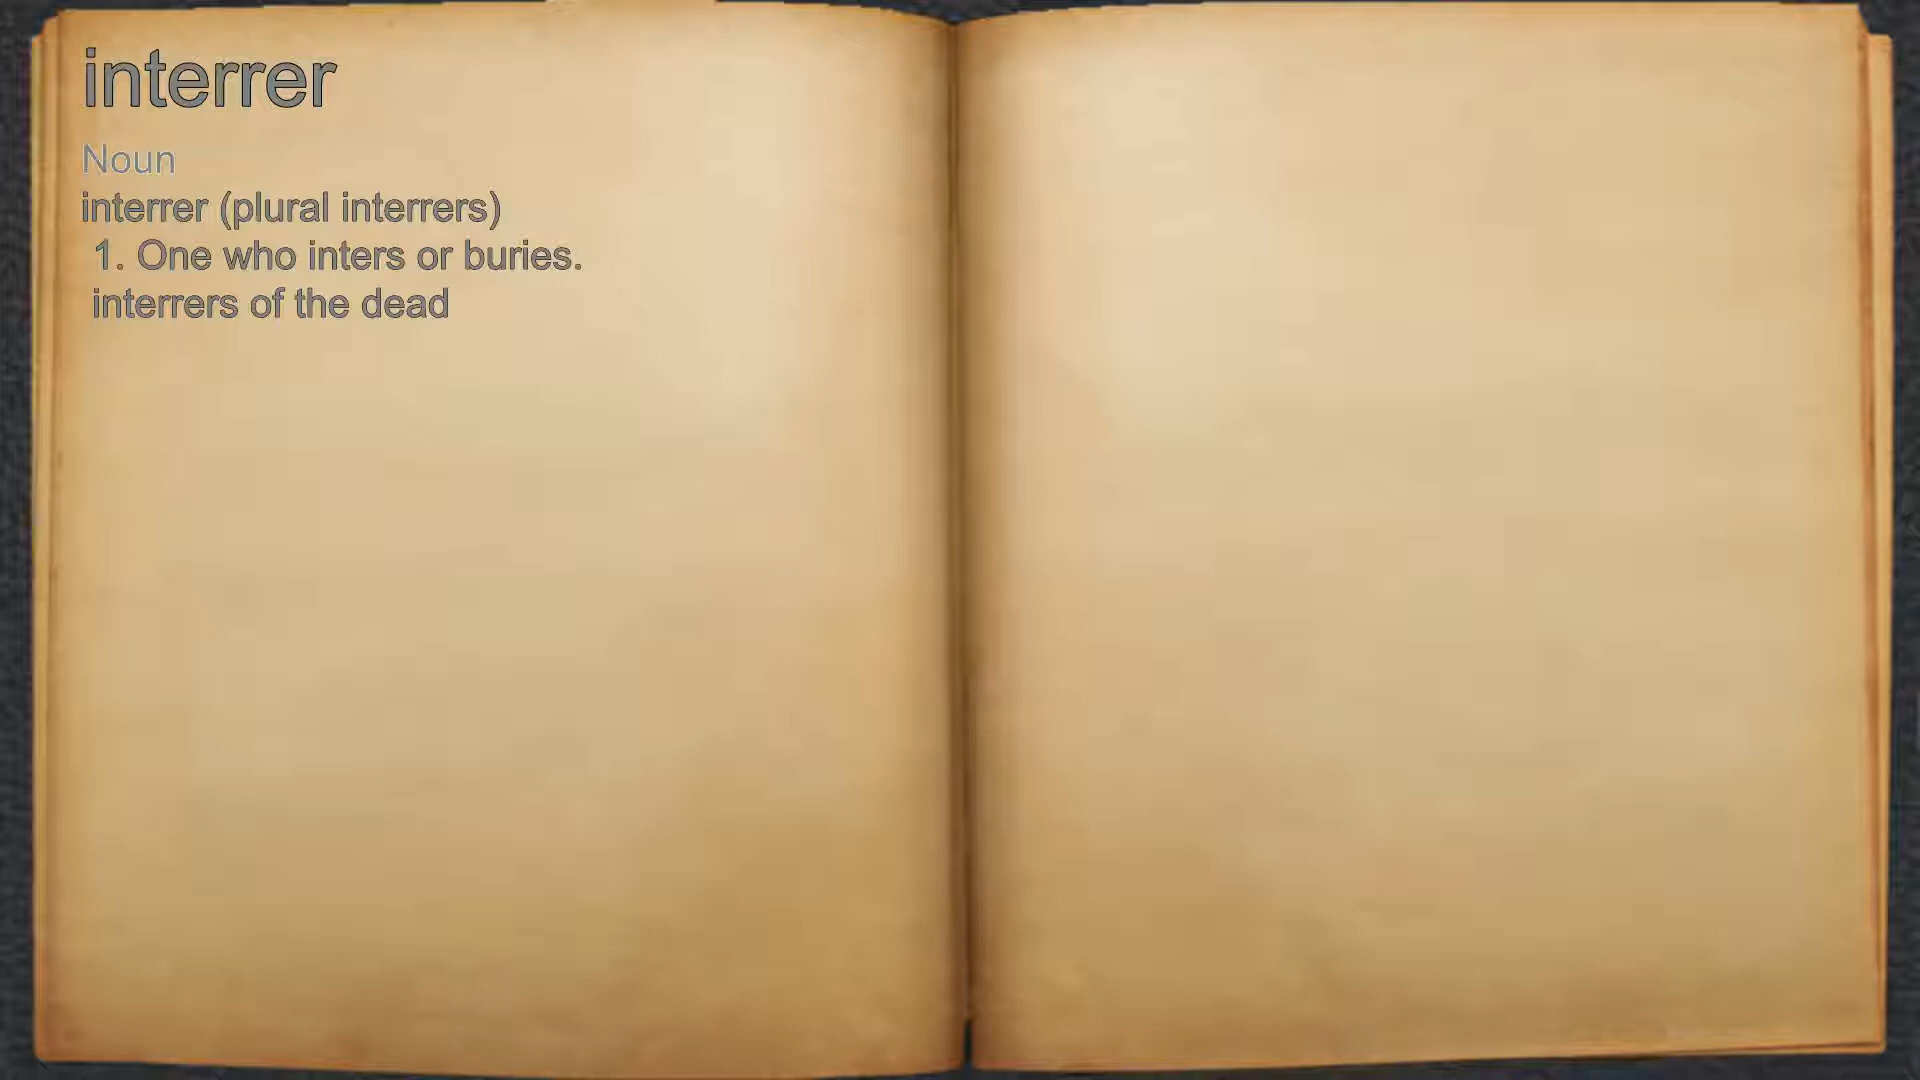 interrer
Noun
interrer (plural interrers)
1. One who inters or buries.
interrers of the dead